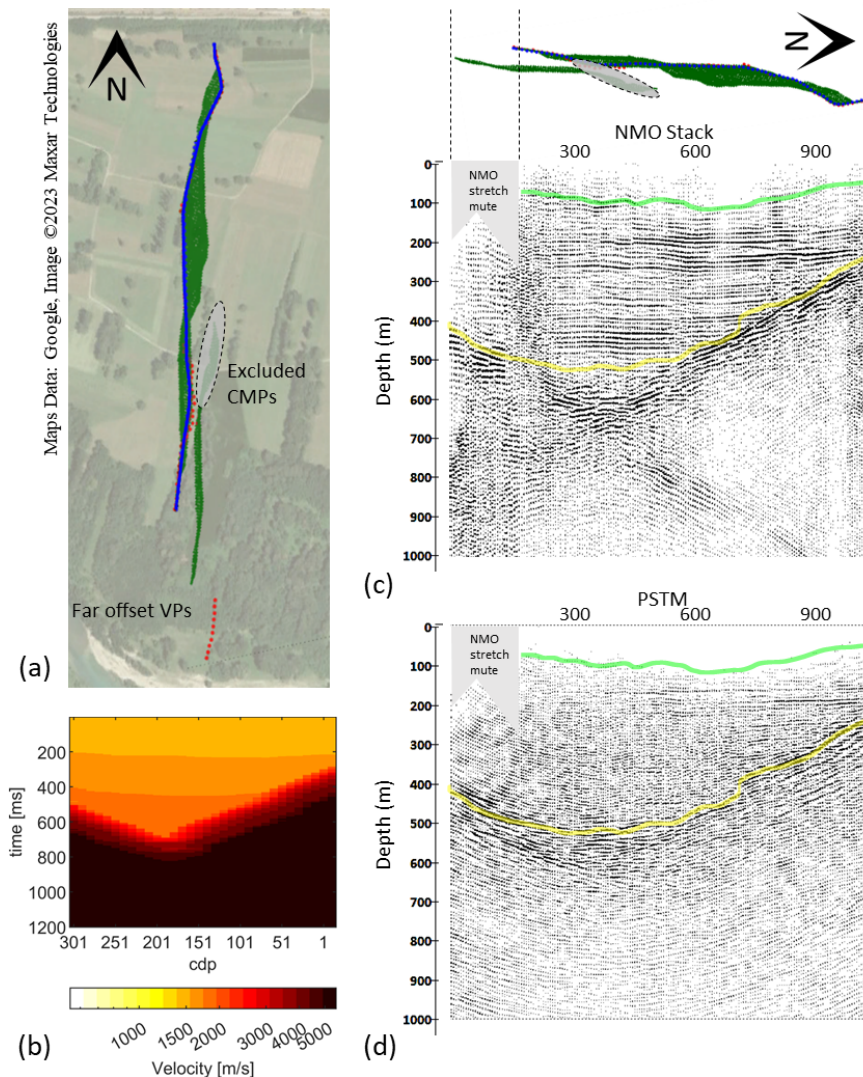 Maps Data: Google, Image ©2023 Maxar Technologies
N
Excluded
CMPs
Far offset VPs
(a)
200
400
600
800
1000
1200
time [ms]
301 251 201 151 101 51 1
cdp
1000 1500 2000 3000 4000 5000
Velocity [m/s]
(b)
N
NMO Stack
300 600 900
NMO
stretch
mute
0
100
200
300
400
500
600
700
800
900
1000
Depth (m)
(c)
PSTM
300 600 900
NMO
stretch
mute
0
100
200
300
400
500
600
700
800
900
1000
Depth (m)
(d)